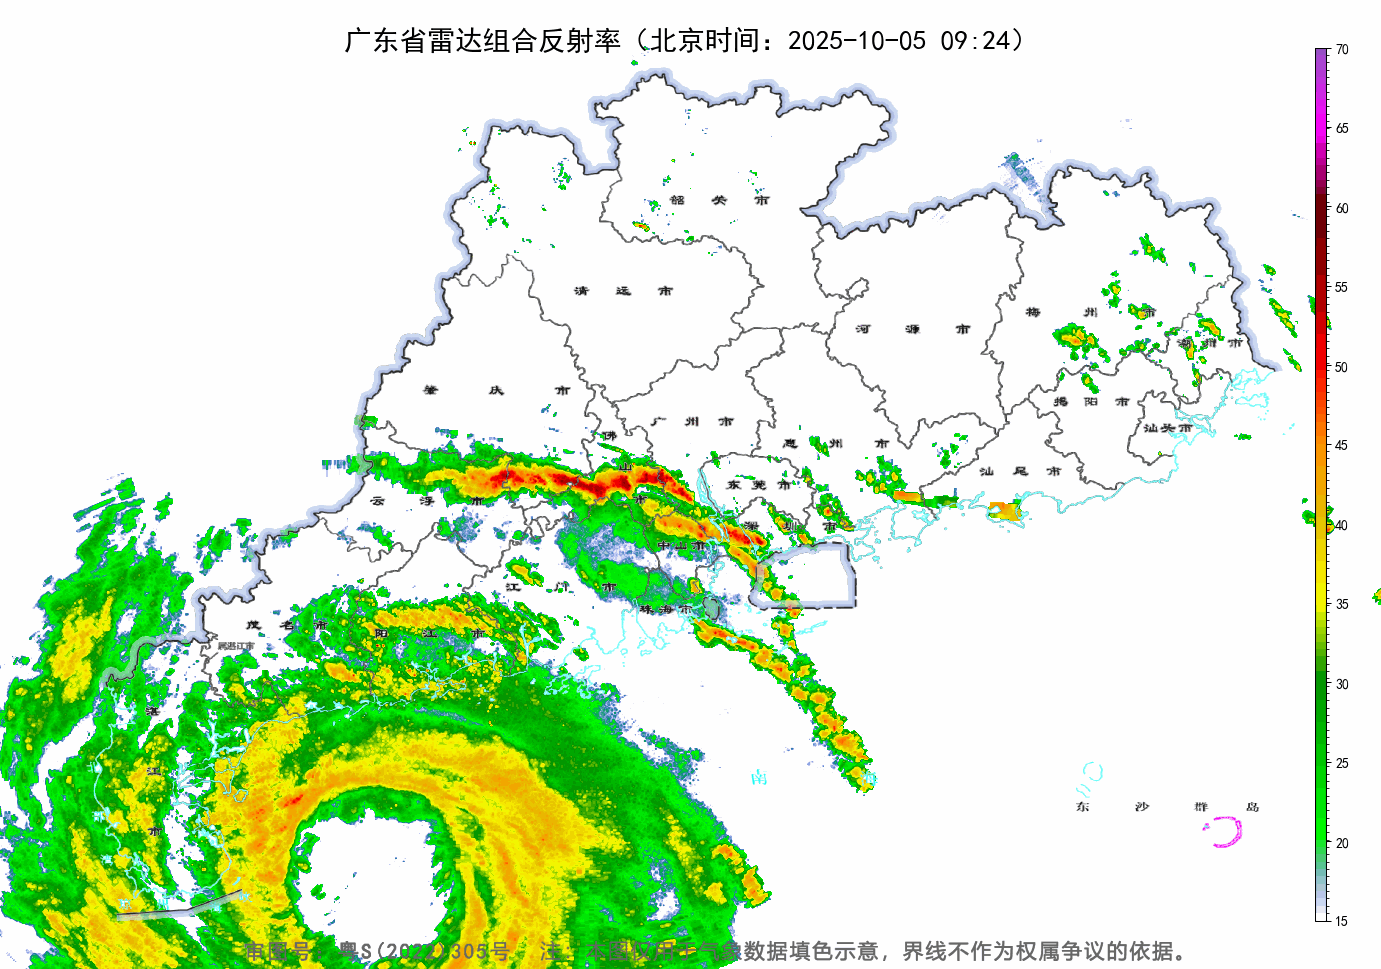 广东省雷达组合反射率（北京时间：2025-10-05 09:24）
70
65
60
55
50
45
40
35
30
25
20
15
韶 关 市
清 远 市
河 源 市
梅 州 市
潮 州 市
肇 庆 市
广 州 市
揭 阳 市
汕头市
佛 山 市
惠 州 市
汕 尾 市
东 莞 市
云 浮 市
深 圳 市
中山市
江 门 市
珠海市
茂 名 市
阳 江 市
属湛江市
湛 江 市
南 海
东 沙 群 岛
审图号：粤S(2022)305号 注：本图仅用于气象数据填色示意，界线不作为权属争议的依据。